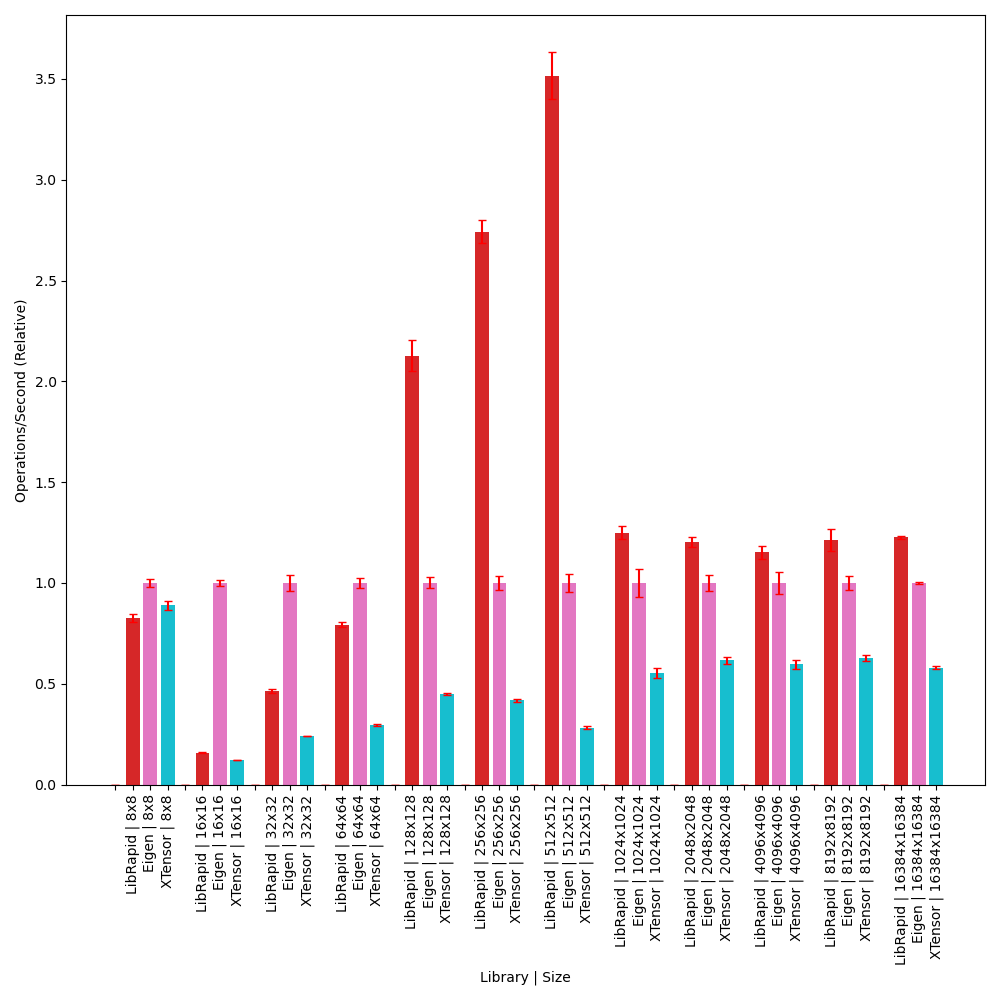 Operations/Second (Relative)
3.5
3.0
2.5
2.0
1.5
1.0
0.5
0.0
LibRapid | 8x8
Eigen | 8x8
XTensor | 8x8
LibRapid | 16x16
Eigen | 16x16
XTensor | 16x16
LibRapid | 32x32
Eigen | 32x32
XTensor | 32x32
LibRapid | 64x64
Eigen | 64x64
XTensor | 64x64
LibRapid | 128x128
Eigen | 128x128
XTensor | 128x128
LibRapid | 256x256
Eigen | 256x256
XTensor | 256x256
LibRapid | 512x512
Eigen | 512x512
XTensor | 512x512
LibRapid | 1024x1024
Eigen | 1024x1024
XTensor | 1024x1024
LibRapid | 2048x2048
Eigen | 2048x2048
XTensor | 2048x2048
LibRapid | 4096x4096
Eigen | 4096x4096
XTensor | 4096x4096
LibRapid | 8192x8192
Eigen | 8192x8192
XTensor | 8192x8192
LibRapid | 16384x16384
Eigen | 16384x16384
XTensor | 16384x16384
Library | Size